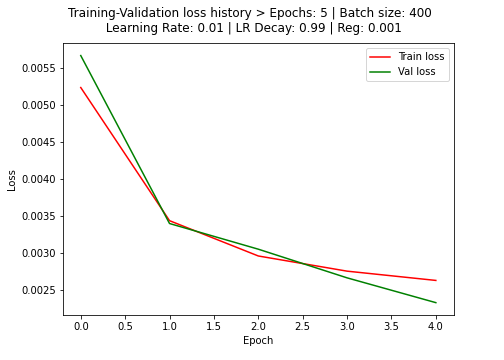 Training-Validation loss history > Epochs: 5 | Batch size: 400
Learning Rate: 0.01 | LR Decay: 0.99 | Reg: 0.001
Train loss
Val loss
0.0055
0.0050
0.0045
0.0040
0.0035
0.0030
0.0025
Loss
0.0 0.5 1.0 1.5 2.0 2.5 3.0 3.5 4.0
Epoch